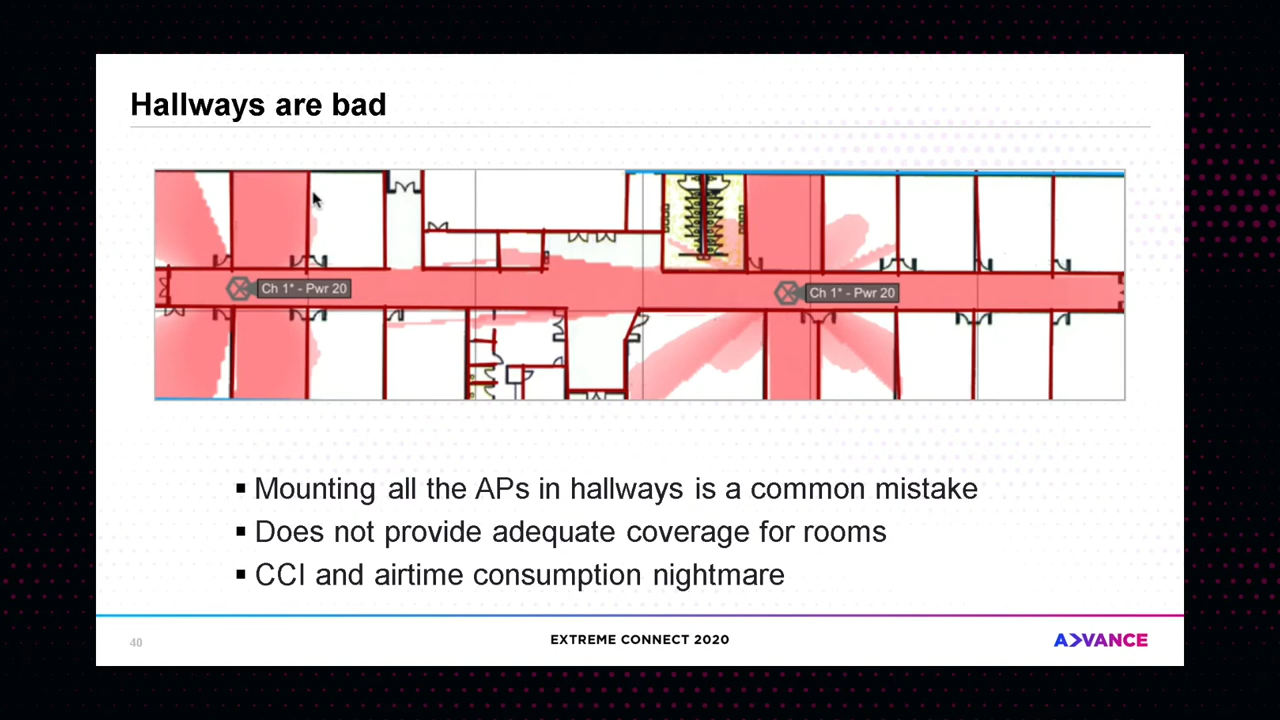 Hallways are bad
Ch 1* - Pwr 20
Ch 1* - Pwr 20
▪ Mounting all the APs in hallways is a common mistake
▪ Does not provide adequate coverage for rooms
▪ CCI and airtime consumption nightmare
40
EXTREME CONNECT 2020
ADVANCE